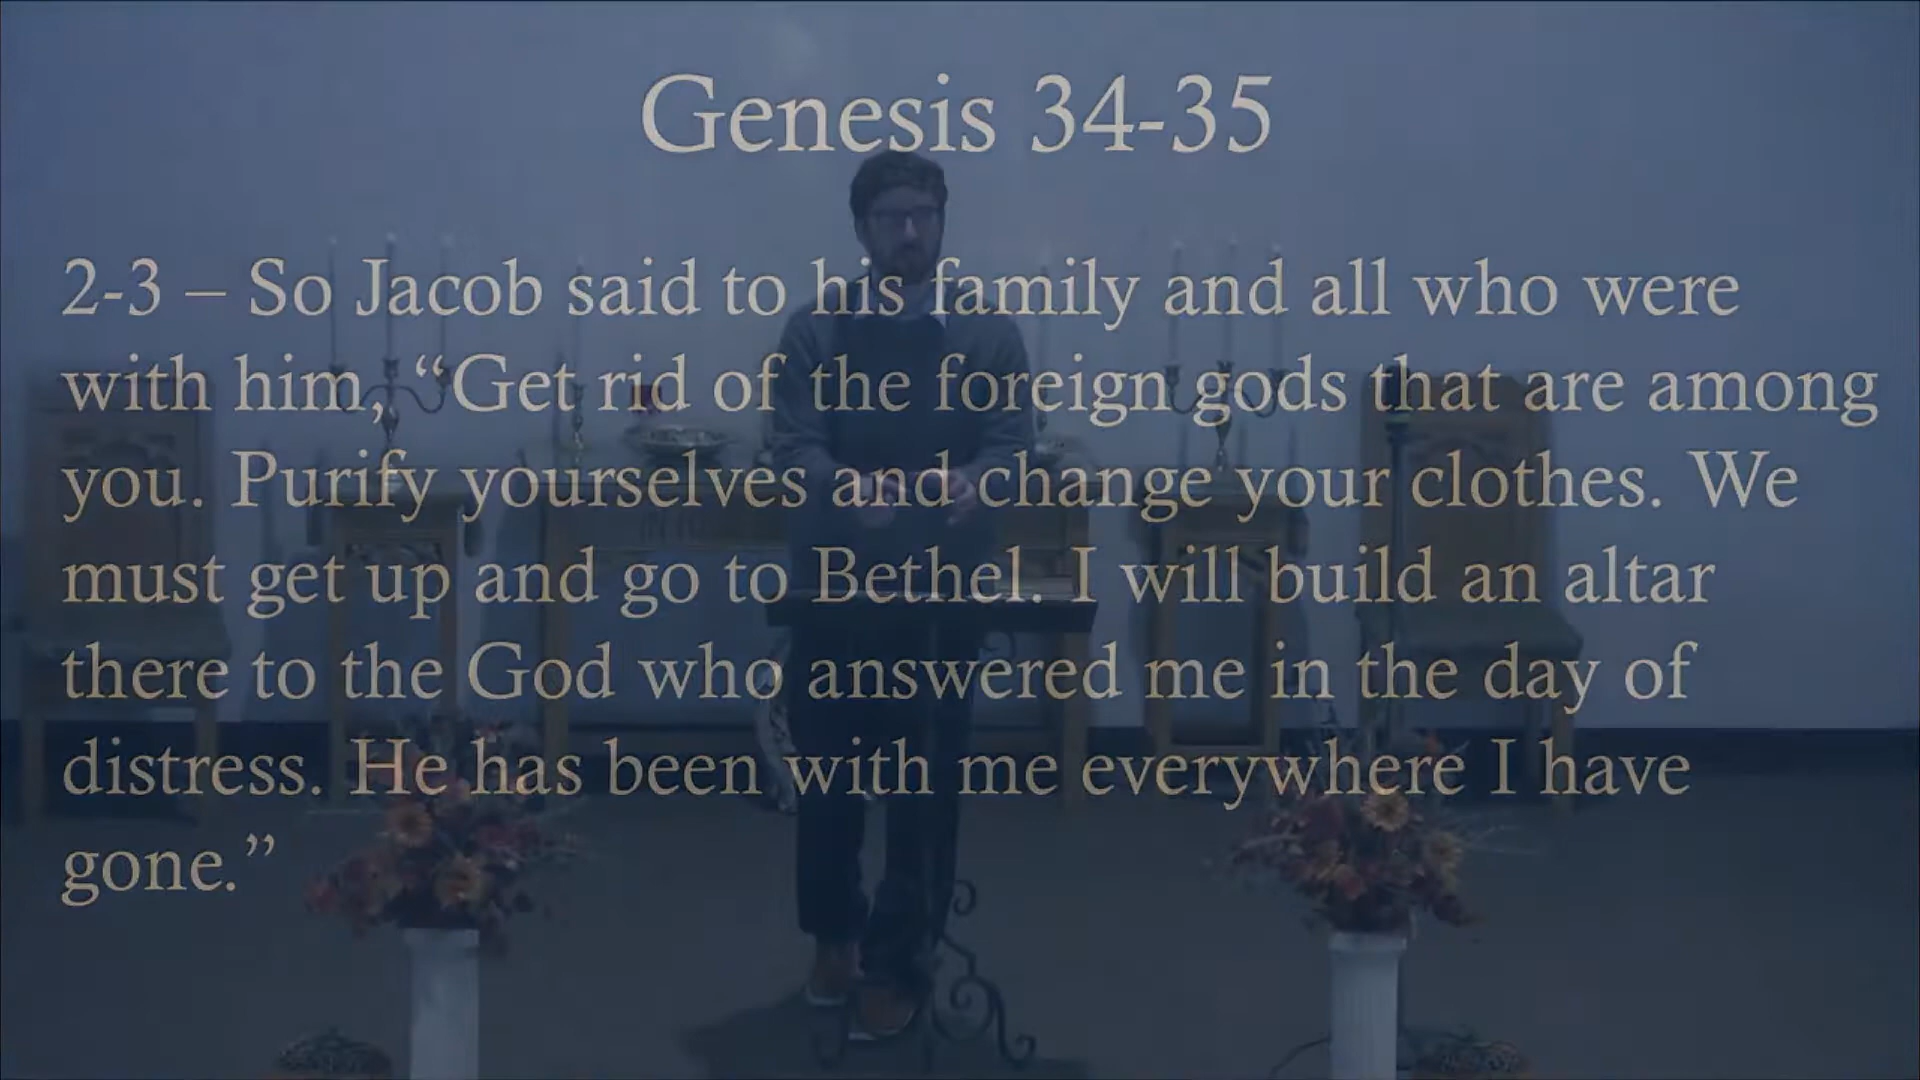 Genesis 34-35
2-3 – So Jacob said to his family and all who were
with him, “Get rid of the foreign gods that are among
you. Purify yourselves and change your clothes. We
must get up and go to Bethel. I will build an altar
there to the God who answered me in the day of
distress. He has been with me everywhere I have
gone.”